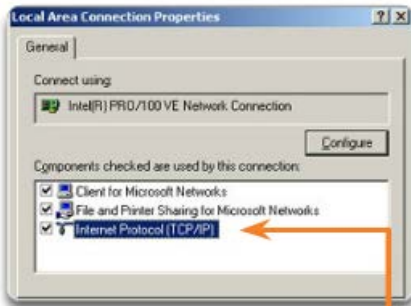 Local Area Connection Properties
General
Connect using:
Intel(R) PRO/100 VE Network Connection
Configure
Components checked are used by this connection:
Client for Microsoft Networks
File and Printer Sharing for Microsoft Networks
Internet Protocol (TCP/IP)